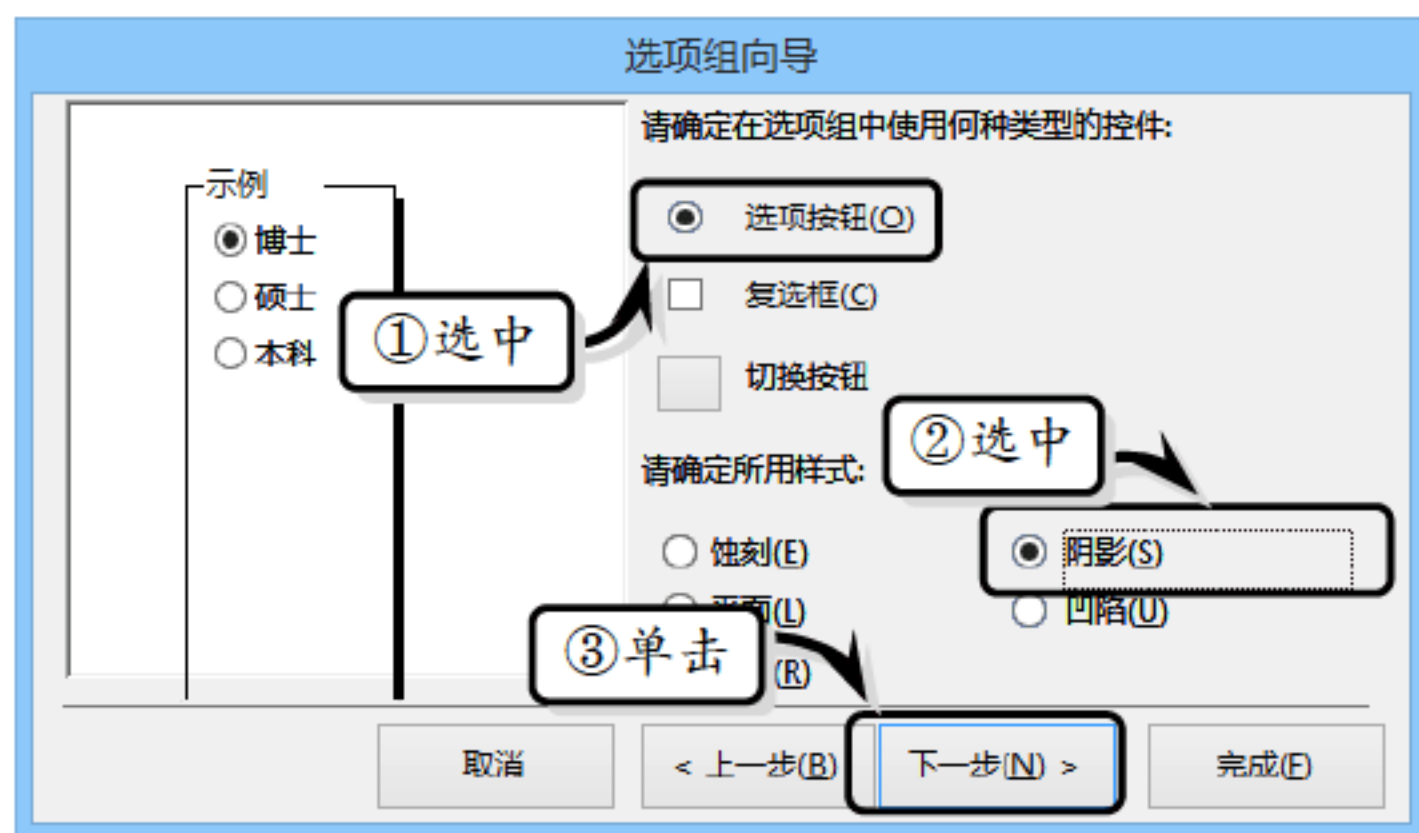 选项组向导
请确定在选项组中使用何种类型的控件:
示例
博士
硕士
本科
选项按钮(O)
复选框(C)
切换按钮
①选中
②选中
请确定所用样式:
蚀刻(E)
阴影(S)
平面(L)
凹陷(U)
(R)
③单击
取消
< 上一步(B)
下一步(N) >
完成(F)